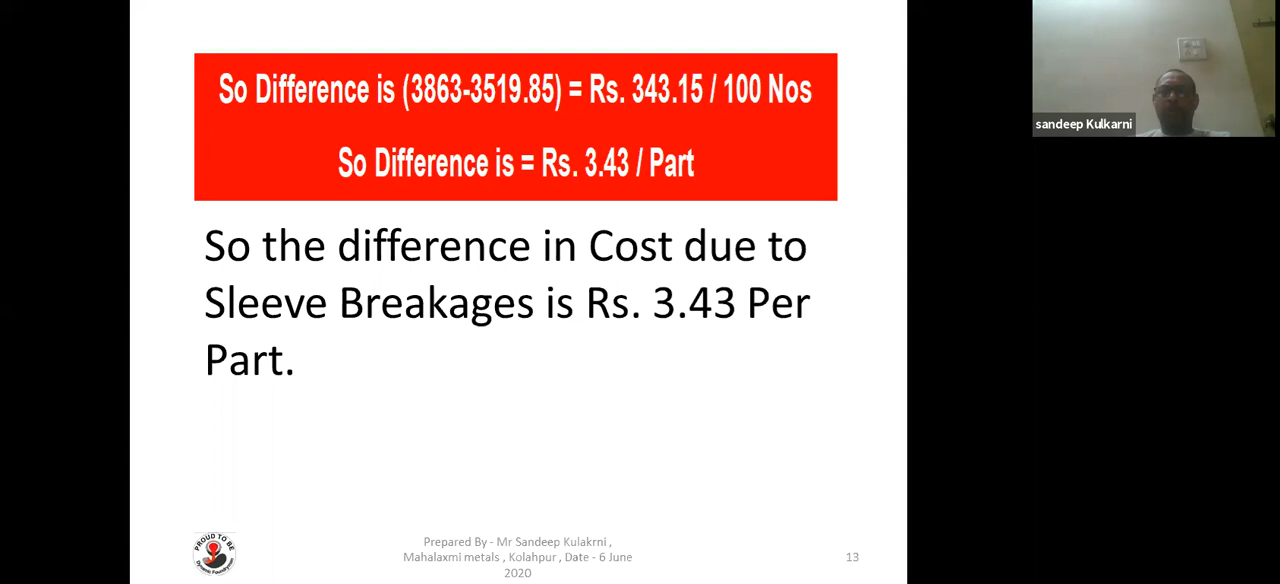 So Difference is (3863-3519.85) = Rs. 343.15 / 100 Nos
So Difference is = Rs. 3.43 / Part
sandeep Kulkarni
So the difference in Cost due to
Sleeve Breakages is Rs. 3.43 Per
Part.
PROUD TO BE
Dynamic Foundrymen
Prepared By - Mr Sandeep Kulakrni ,
Mahalaxmi metals , Kolahpur , Date - 6 June
2020
13